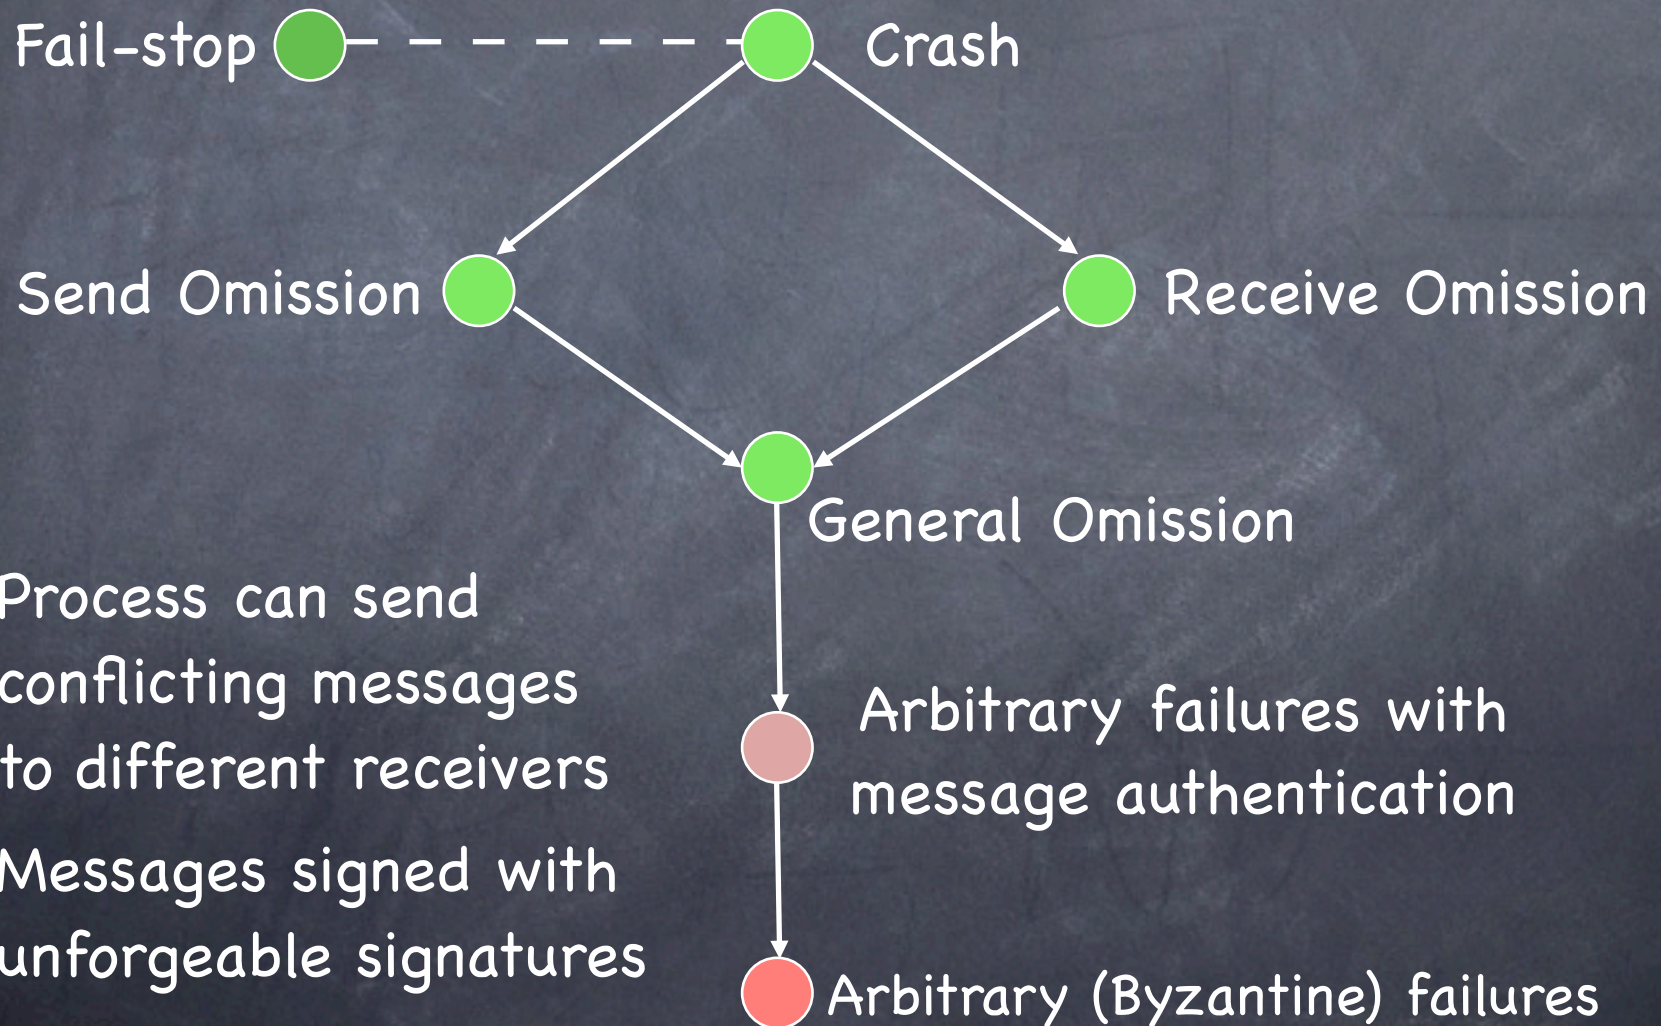 Fail-stop
Crash
Send Omission
Receive Omission
General Omission
Process can send
conflicting messages
to different receivers
Arbitrary failures with
message authentication
Messages signed with
unforgeable signatures
Arbitrary (Byzantine) failures